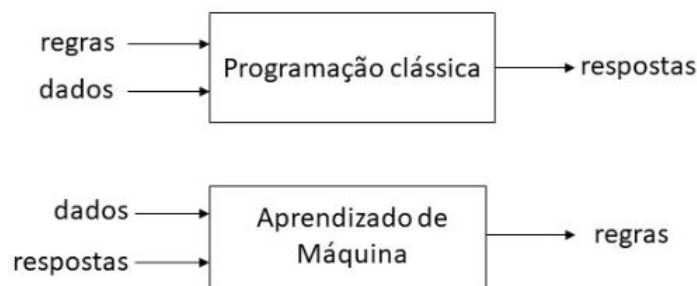 regras
dados
Programação clássica
respostas
dados
respostas
Aprendizado de
Máquina
regras